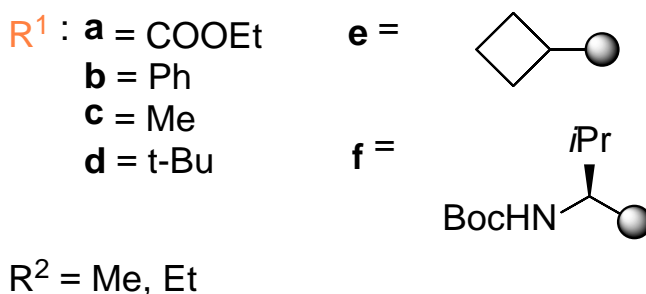 R¹ : a = COOEt
b = Ph
c = Me
d = t-Bu
e =
f =
iPr
BocHN
R² = Me, Et